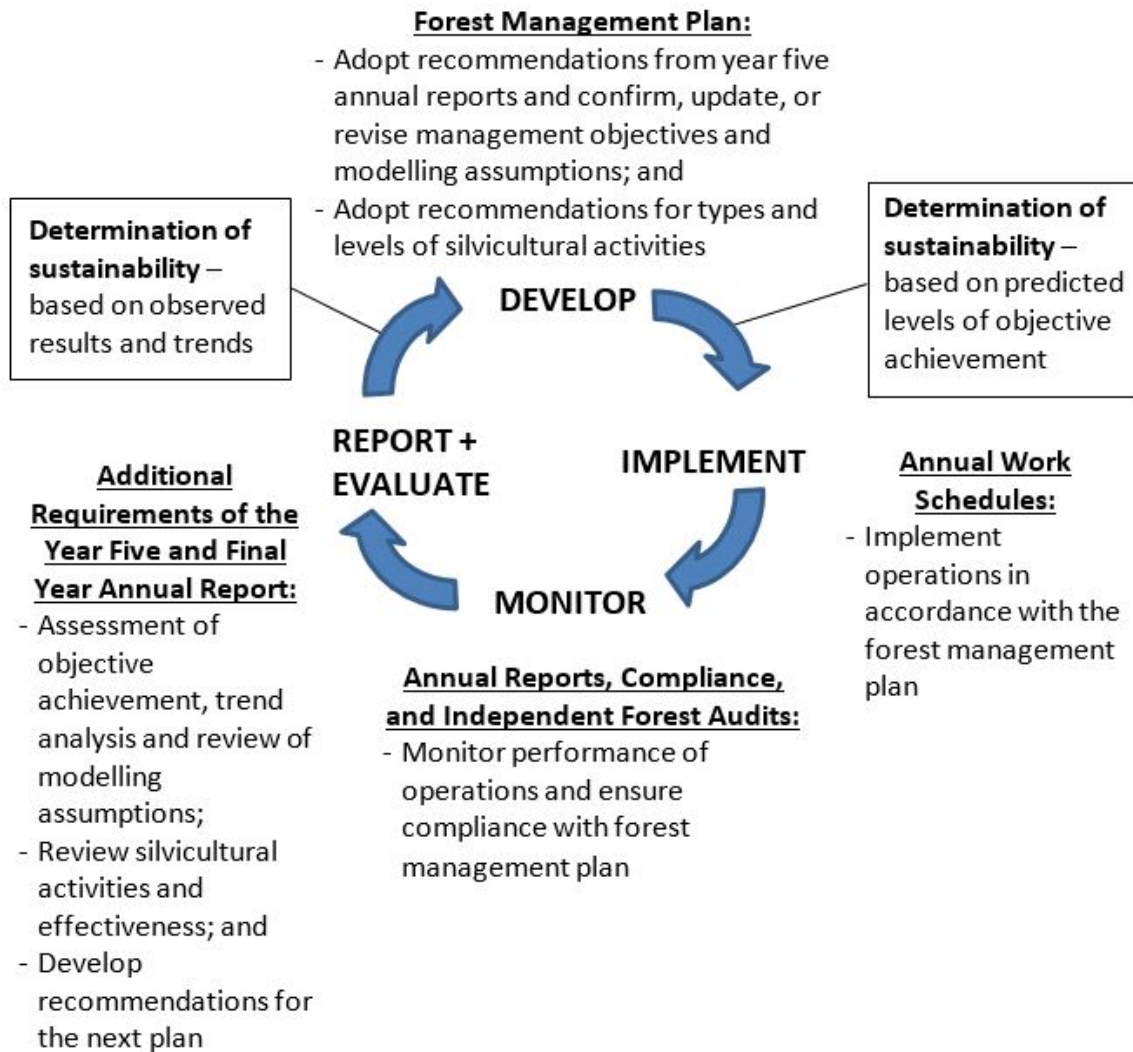 Forest Management Plan:
- Adopt recommendations from year five
annual reports and confirm, update, or
revise management objectives and
modelling assumptions; and
- Adopt recommendations for types and
levels of silvicultural activities
Determination of
sustainability –
based on observed
results and trends
Determination of
sustainability –
based on predicted
levels of objective
achievement
DEVELOP
REPORT +
EVALUATE
IMPLEMENT
MONITOR
Additional
Requirements of the
Year Five and Final
Year Annual Report:
- Assessment of
objective
achievement, trend
analysis and review of
modelling
assumptions;
- Review silvicultural
activities and
effectiveness; and
- Develop
recommendations for
the next plan
Annual Reports, Compliance,
and Independent Forest Audits:
- Monitor performance of
operations and ensure
compliance with forest
management plan
Annual Work
Schedules:
- Implement
operations in
accordance with the
forest management
plan